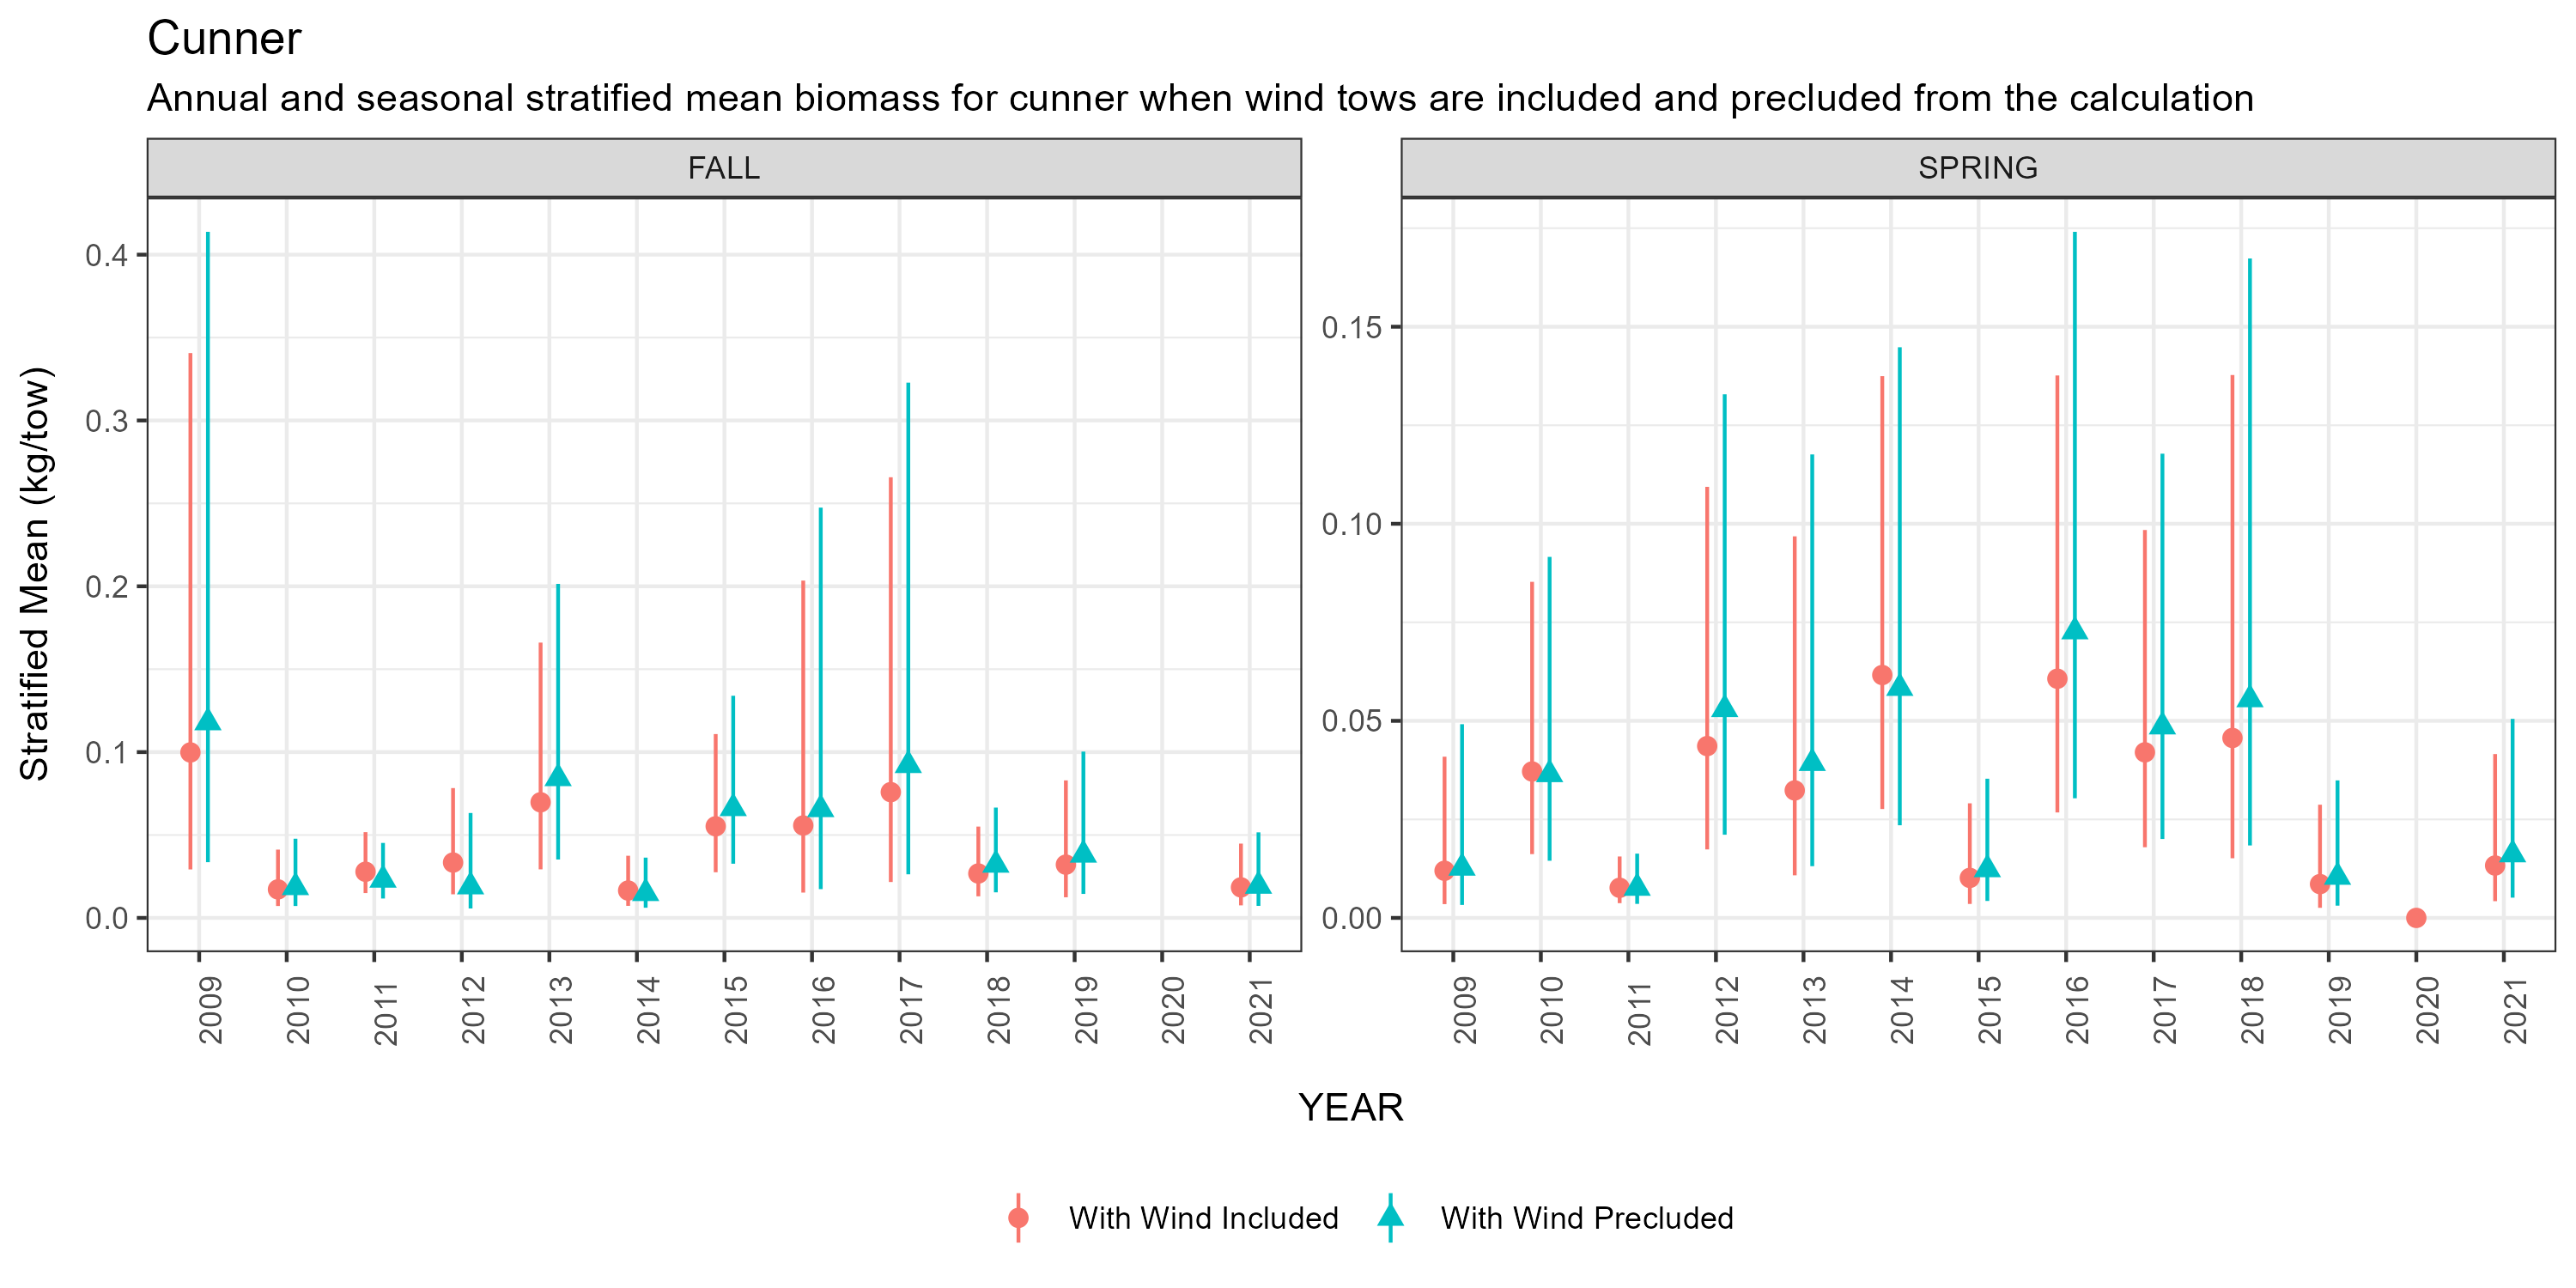 Cunner
Annual and seasonal stratified mean biomass for cunner when wind tows are included and precluded from the calculation
FALL
SPRING
Stratified Mean (kg/tow)
0.4
0.3
0.2
0.1
0.0
0.15
0.10
0.05
0.00
2009 2010 2011 2012 2013 2014 2015 2016 2017 2018 2019 2020 2021
2009 2010 2011 2012 2013 2014 2015 2016 2017 2018 2019 2020 2021
YEAR
With Wind Included
With Wind Precluded